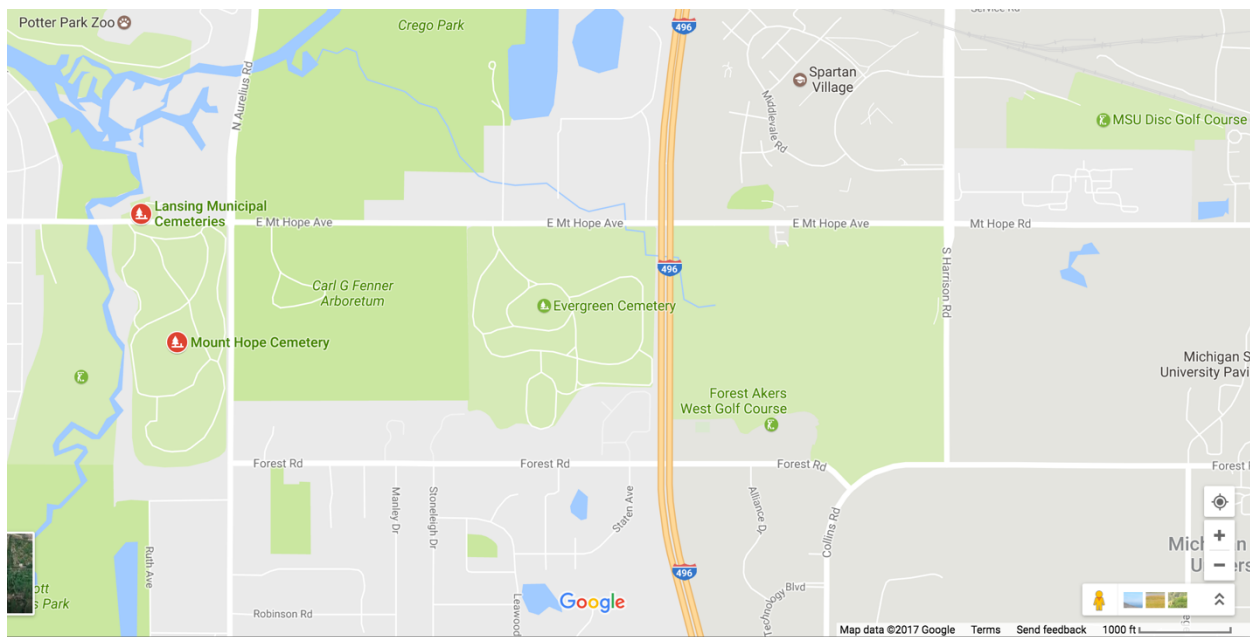 Service Rd
Potter Park Zoo
Crego Park
496
Spartan
Village
N Aurelius Rd
Middlevale Rd
MSU Disc Golf Course
Lansing Municipal
Cemeteries
E Mt Hope Ave
E Mt Hope Ave
E Mt Hope Ave
Mt Hope Rd
496
S Harrison Rd
Carl G Fenner
Arboretum
Evergreen Cemetery
Mount Hope Cemetery
Michigan S
University Pavi
Forest Akers
West Golf Course
Forest Rd
Forest Rd
Forest Rd
Forest
Manley Dr
Stoneleigh Dr
Staten Ave
Alliance D
Collins Rd
Ruth Ave
Mich
n
U
ers
496
ott
s Park
Leawood
Google
Technology Blvd
Robinson Rd
Map data ©2017 Google Terms Send feedback 1000 ft